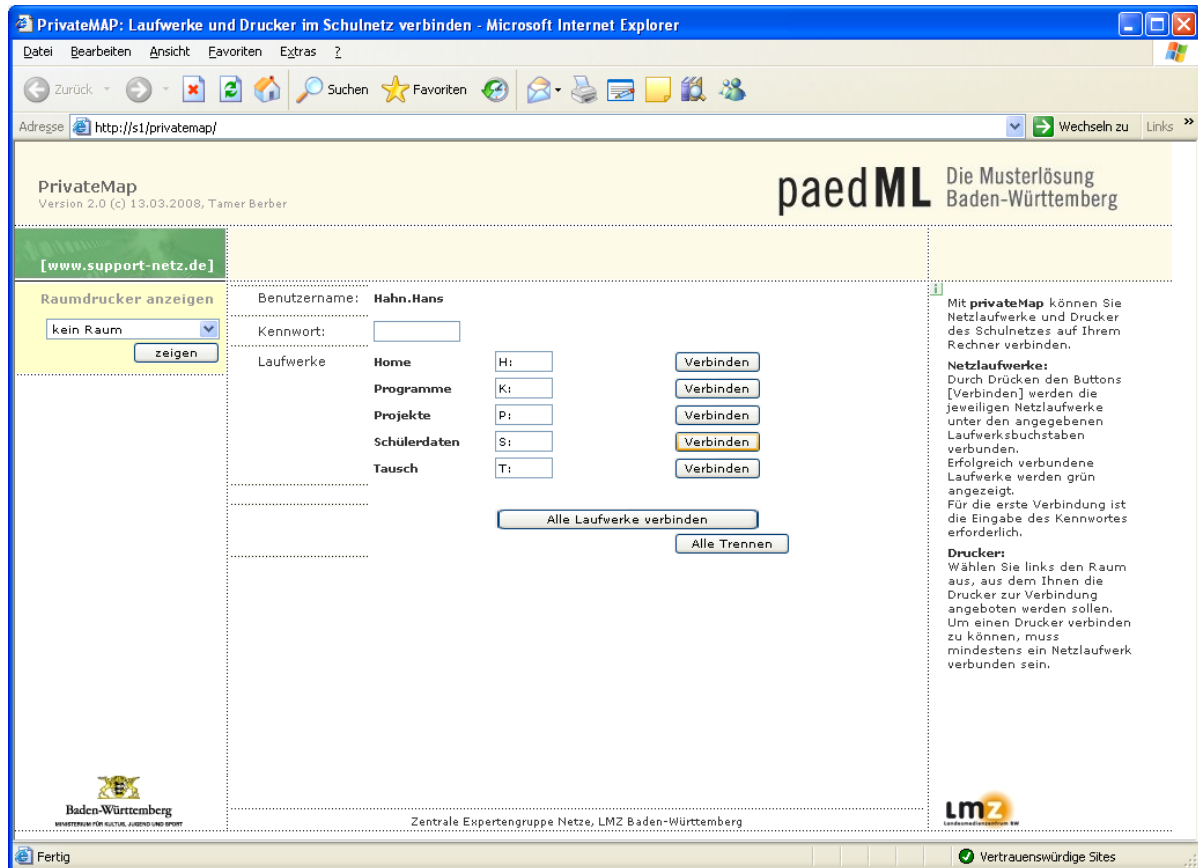 PrivateMAP: Laufwerke und Drucker im Schulnetz verbinden - Microsoft Internet Explorer
Datei Bearbeiten Ansicht Favoriten Extras ?
Zurück Suchen Favoriten
Adresse http://s1/privatemap/ Wechseln zu Links »
PrivateMap
Version 2.0 (c) 13.03.2008, Tamer Berber
paedML Die Musterlösung
Baden-Württemberg
[www.support-netz.de]
Raumdrucker anzeigen
kein Raum
zeigen
Benutzername: Hahn.Hans
Kennwort:
Laufwerke Home H: Verbinden
Programme K: Verbinden
Projekte P: Verbinden
Schülerdaten S: Verbinden
Tausch T: Verbinden
Alle Laufwerke verbinden
Alle Trennen
i
Mit privateMap können Sie
Netzlaufwerke und Drucker
des Schulnetzes auf Ihrem
Rechner verbinden.
Netzlaufwerke:
Durch Drücken den Buttons
[Verbinden] werden die
jeweiligen Netzlaufwerke
unter den angegebenen
Laufwerksbuchstaben
verbunden.
Erfolgreich verbundene
Laufwerke werden grün
angezeigt.
Für die erste Verbindung ist
die Eingabe des Kennwortes
erforderlich.
Drucker:
Wählen Sie links den Raum
aus, aus dem Ihnen die
Drucker zur Verbindung
angeboten werden sollen.
Um einen Drucker verbinden
zu können, muss
mindestens ein Netzlaufwerk
verbunden sein.
Baden-Württemberg
MINISTERIUM FÜR KULTUS, JUGEND UND SPORT
Zentrale Expertengruppe Netze, LMZ Baden-Württemberg
LMZ
Landesmedienzentrum BW
Fertig Vertrauenswürdige Sites